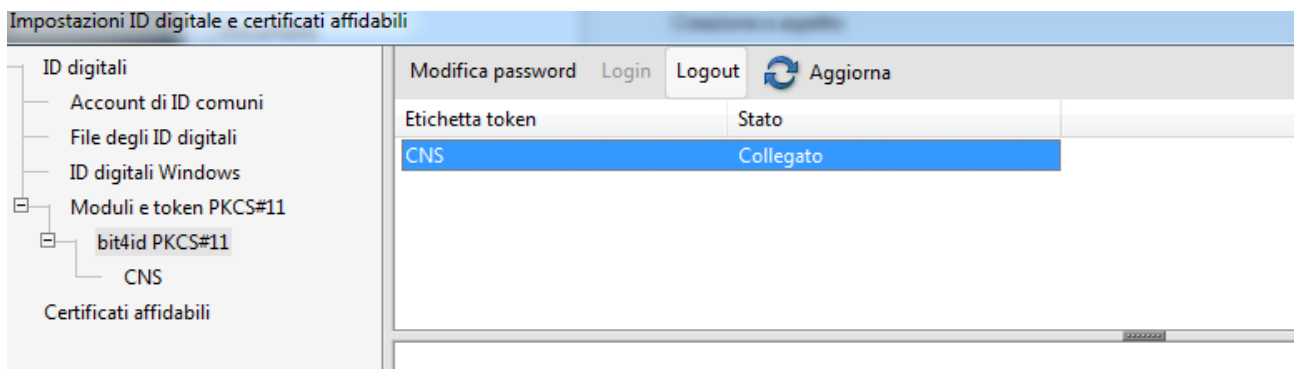 Impostazioni ID digitale e certificati affidabili
ID digitali
Account di ID comuni
File degli ID digitali
ID digitali Windows
Moduli e token PKCS#11
bit4id PKCS#11
CNS
Certificati affidabili
Modifica password Login Logout Aggiorna
Etichetta token Stato
CNS Collegato